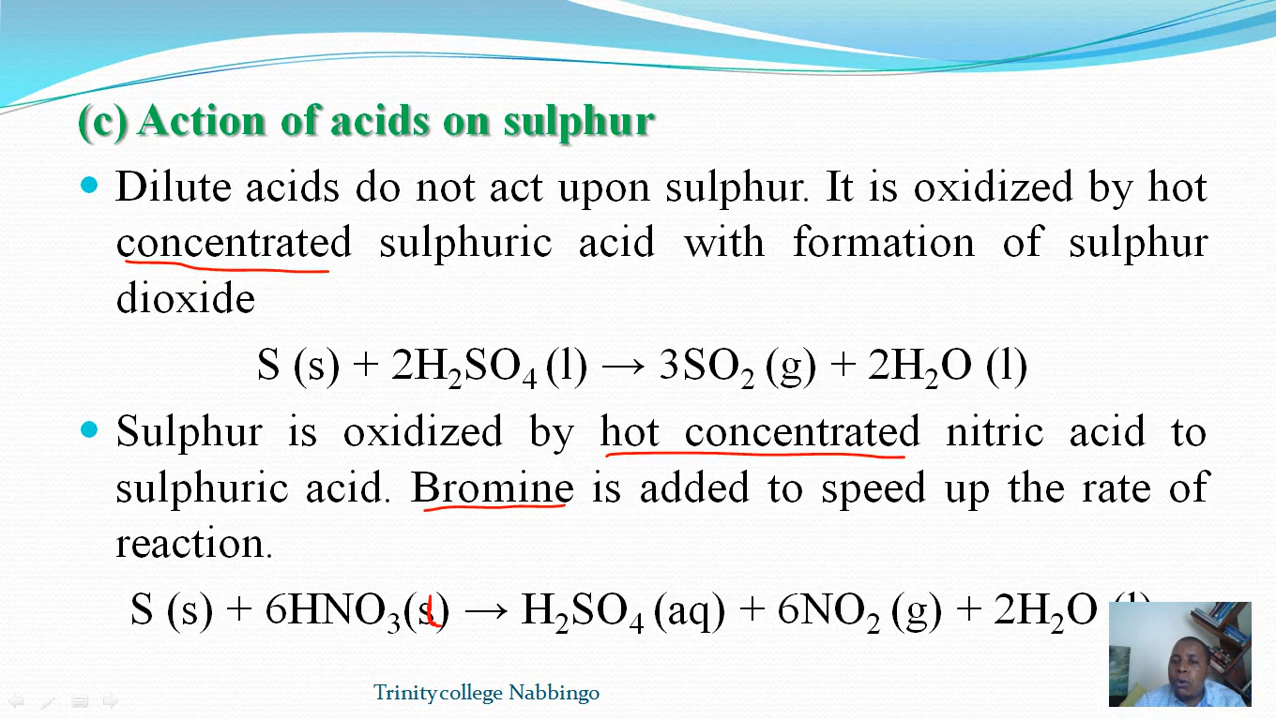 (c) Action of acids on sulphur
Dilute acids do not act upon sulphur. It is oxidized by hot
concentrated sulphuric acid with formation of sulphur
dioxide
S (s) + 2H₂SO₄ (l) → 3SO₂ (g) + 2H₂O (l)
Sulphur is oxidized by hot concentrated nitric acid to
sulphuric acid. Bromine is added to speed up the rate of
reaction.
S (s) + 6HNO₃(s) → H₂SO₄ (aq) + 6NO₂ (g) + 2H₂O
Trinity college Nabbingo